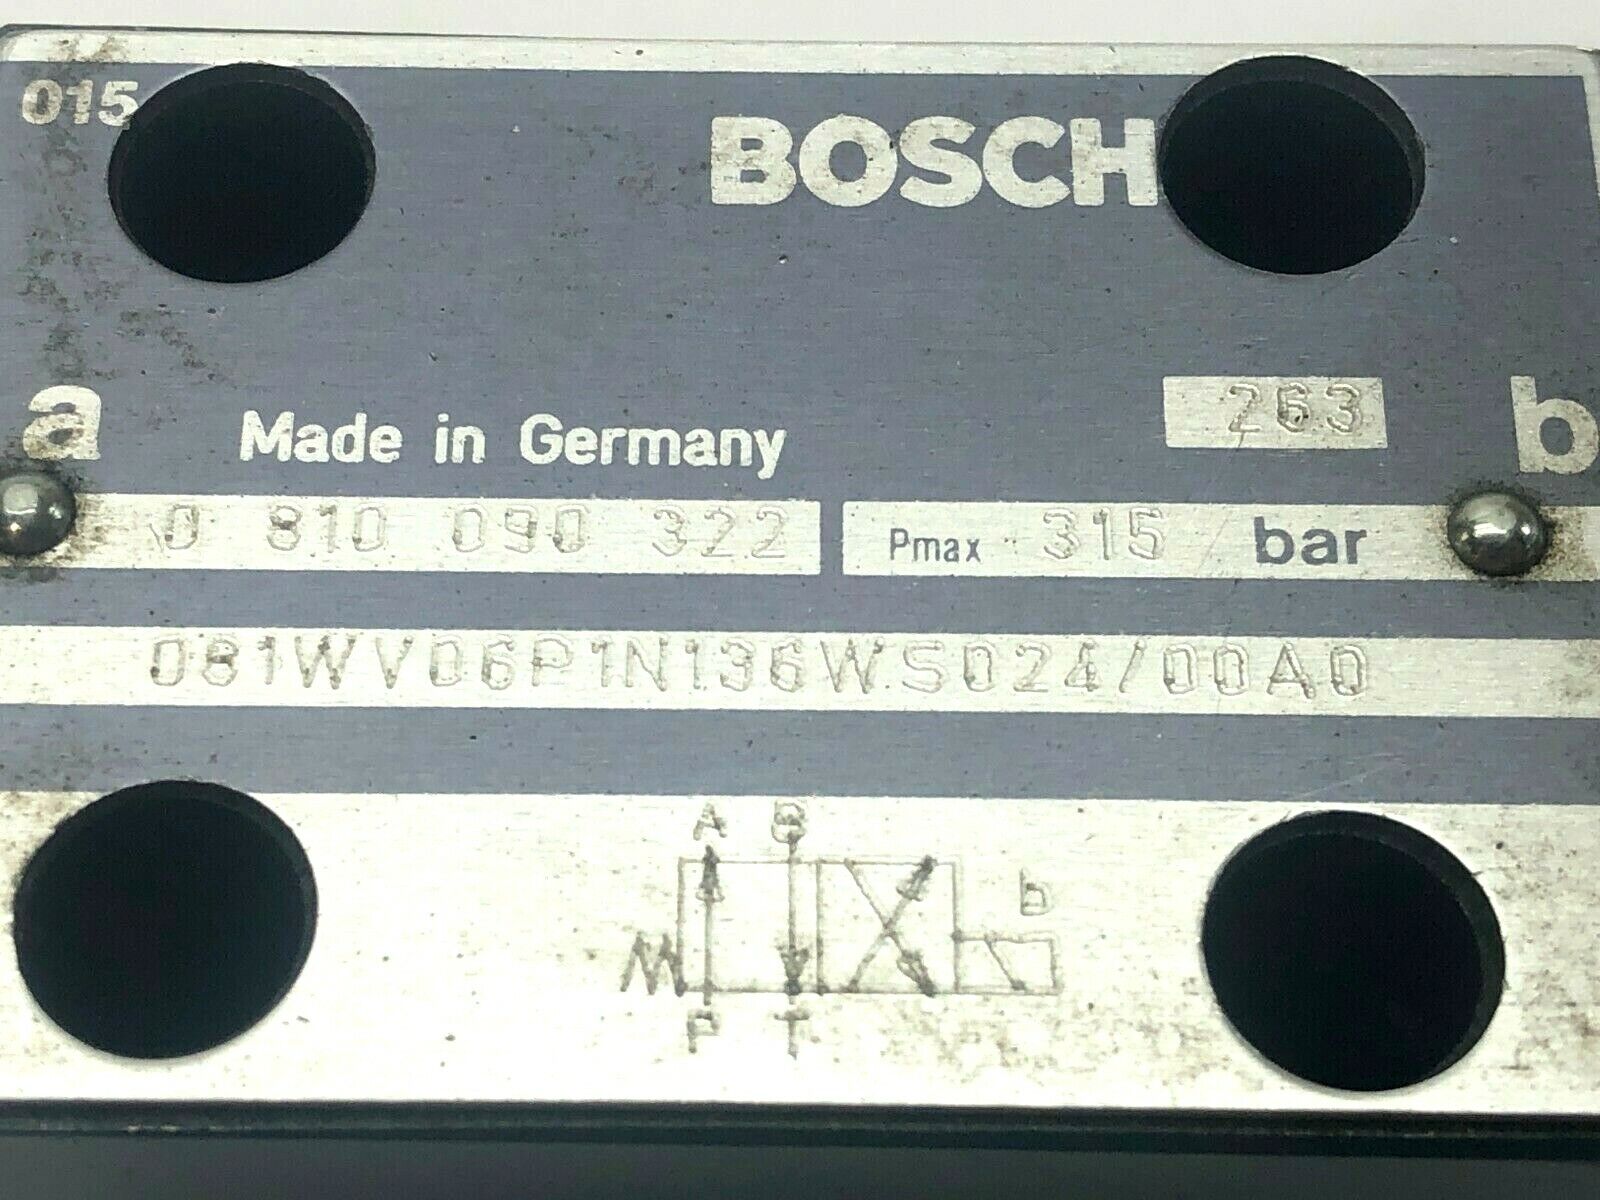 015
BOSCH
263
a Made in Germany b
0 810 090 322 Pmax 315 bar
081WV06P1N136WS024/00A0
A B
b
P T